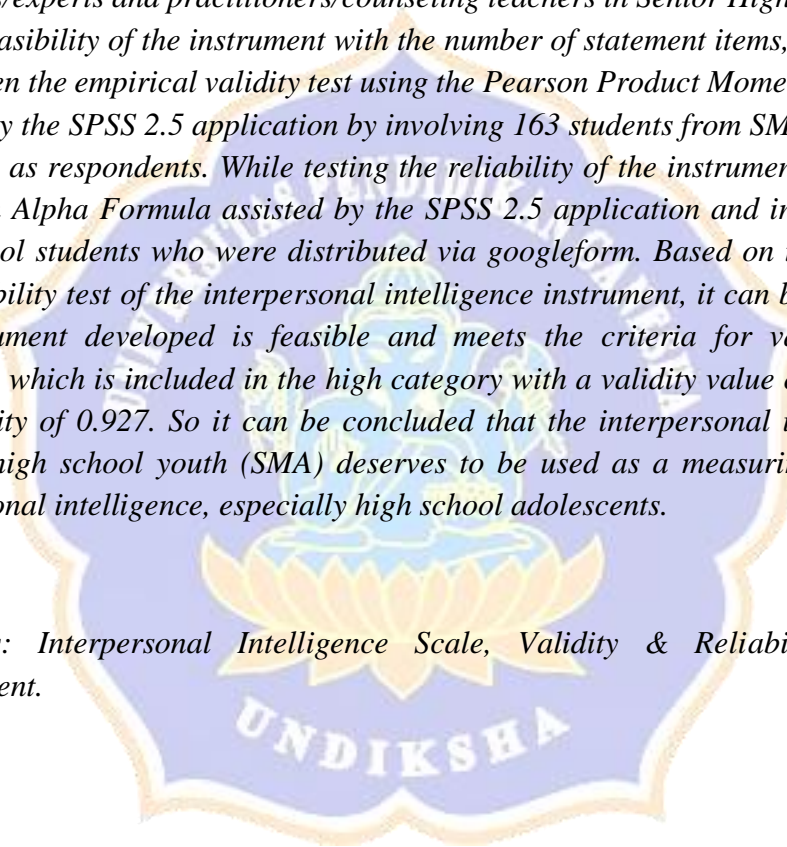 /experts and practitioners/counseling teachers in Senior High
asibility of the instrument with the number of statement items,
en the empirical validity test using the Pearson Product Mome
y the SPSS 2.5 application by involving 163 students from SM
as respondents. While testing the reliability of the instrumen
Alpha Formula assisted by the SPSS 2.5 application and in
ol students who were distributed via googleform. Based on
bility test of the interpersonal intelligence instrument, it can b
ument developed is feasible and meets the criteria for va
which is included in the high category with a validity value
ity of 0.927. So it can be concluded that the interpersonal i
high school youth (SMA) deserves to be used as a measuri
onal intelligence, especially high school adolescents.
: Interpersonal Intelligence Scale, Validity & Reliabi
ent.
UNIVERSITAS PENDIDIKAN GANESHA
UNDIKSHA